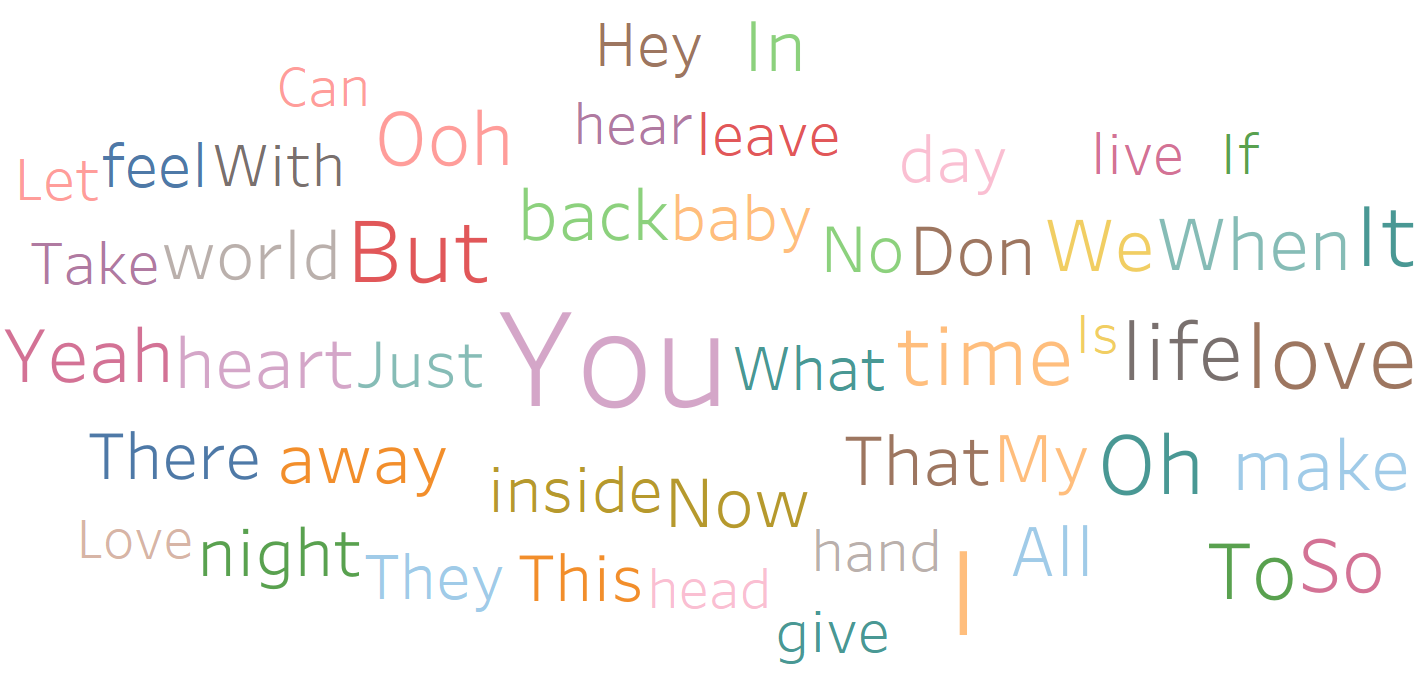 Hey In
Can
Ooh hear leave
Let feel With day live If
back baby
Take world But No Don We When It
Yeah heart Just You What time Is life love
There away That My Oh make
inside Now
Love night hand All
They This head I To So
give